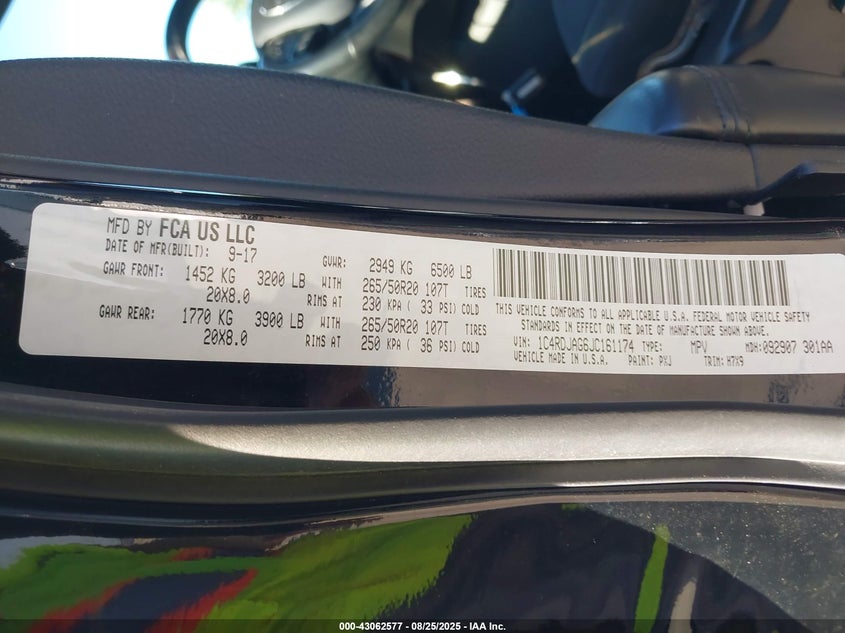 MFD BY FCA US LLC
DATE OF MFR(BUILT): 9-17
GVWR: 2949 KG 6500 LB
GAWR FRONT: 1452 KG 3200 LB WITH 265/50R20 107T TIRES
20X8.0 RIMS AT 230 KPA ( 33 PSI) COLD
GAWR REAR: 1770 KG 3900 LB WITH 265/50R20 107T TIRES
20X8.0 RIMS AT 250 KPA ( 36 PSI) COLD
THIS VEHICLE CONFORMS TO ALL APPLICABLE U.S.A. FEDERAL MOTOR VEHICLE SAFETY
STANDARDS IN EFFECT ON THE DATE OF MANUFACTURE SHOWN ABOVE.
VIN: 1C4RDJAG6JC161174 TYPE: MPV MDH: 092907 301AA
VEHICLE MADE IN U.S.A. PAINT: PXJ TRIM: H7X9
000-43062577 - 08/25/2025 - IAA Inc.